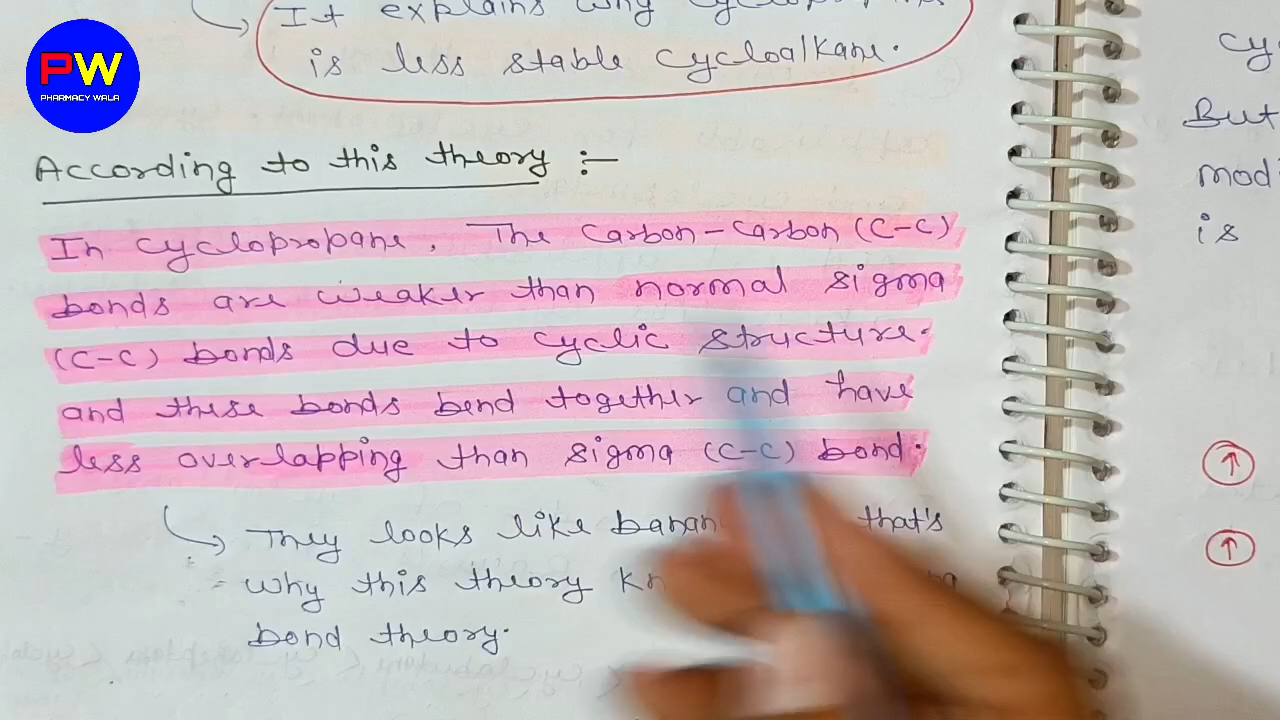 PW
PHARMACY WALA
It explains why
is less stable cycloalkane.
According to this theory :-
In cyclopropane, The Carbon-Carbon (C-C)
bonds are weaker than normal sigma
(C-C) bonds due to cyclic structure.
and these bonds bend together and have
less overlapping than sigma (C-C) bond.
They looks like that's
why this theory
bond theory.
But
is